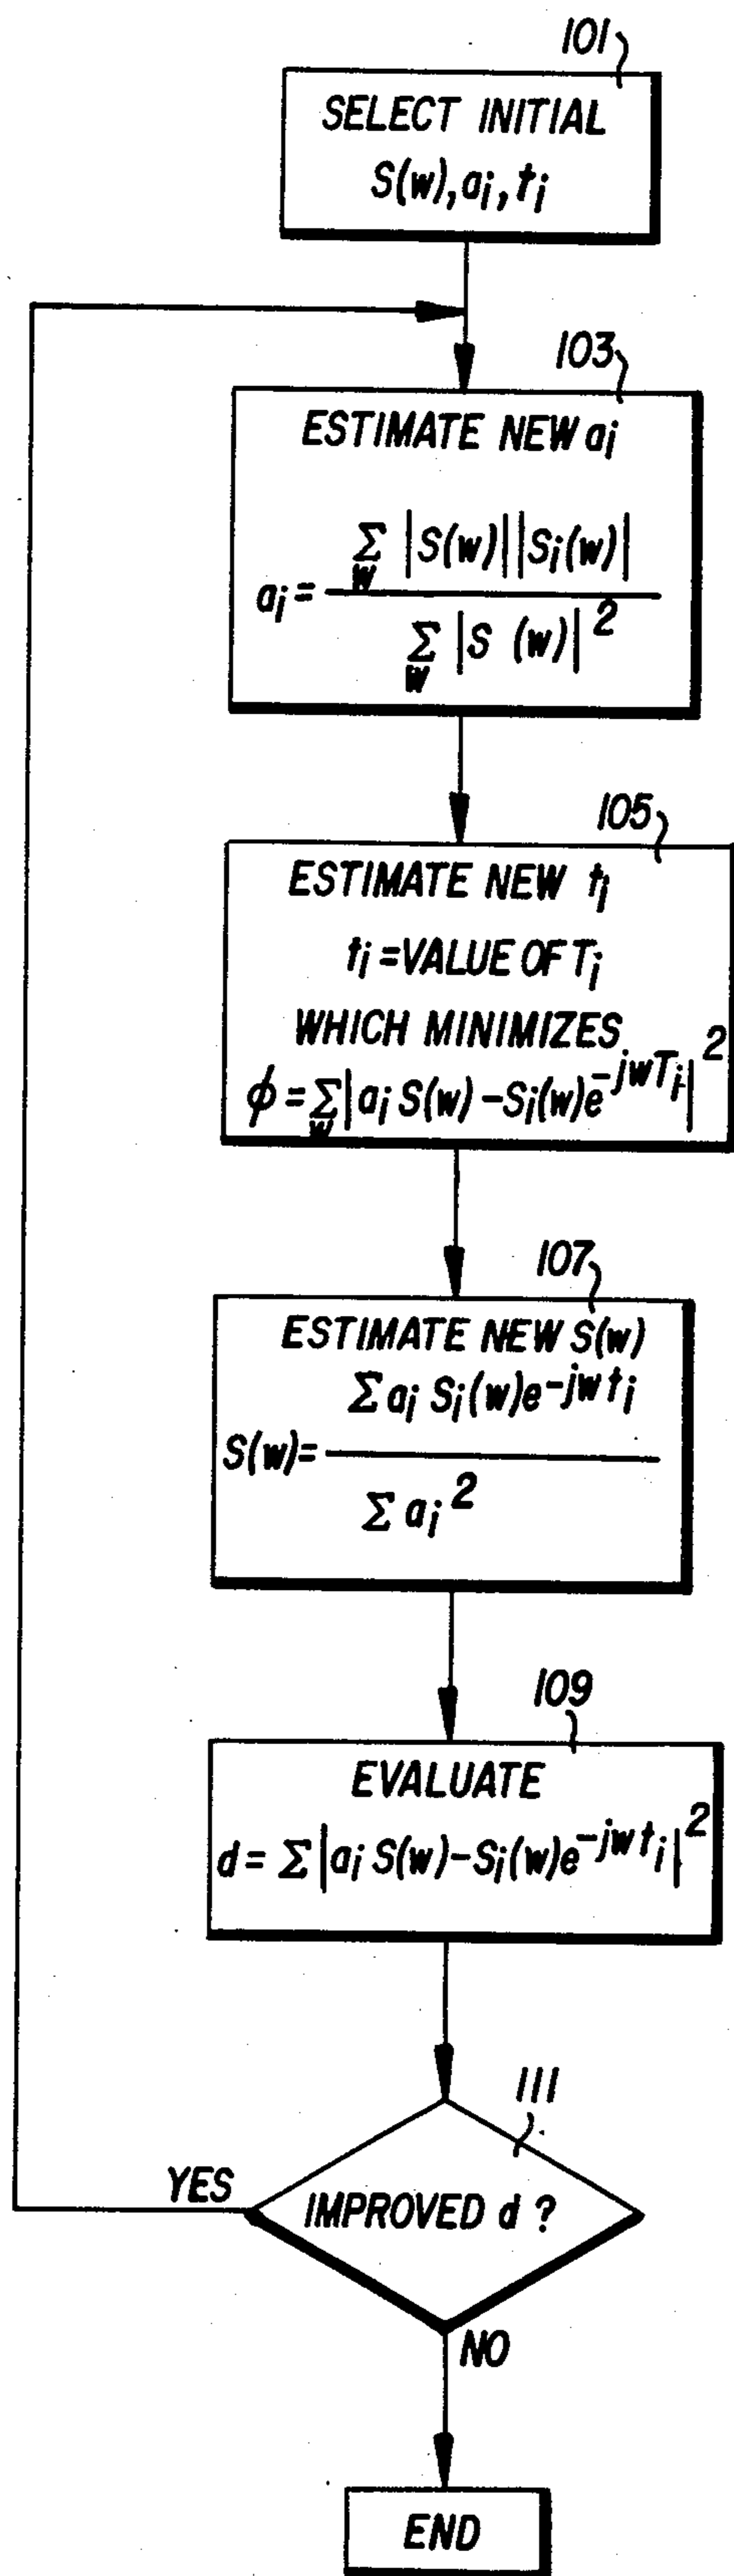 101
SELECT INITIAL
S(w), ai, ti
103
ESTIMATE NEW ai
ai = Σw |S(w)| |Si(w)| / Σw |S (w)|²
105
ESTIMATE NEW ti
ti = VALUE OF Ti
WHICH MINIMIZES
ϕ = Σw | ai S(w) – Si(w)e^-jwTi |²
107
ESTIMATE NEW S(w)
S(w) = Σ ai Si(w)e^-jwti / Σ ai²
109
EVALUATE
d = Σ | ai S(w) – Si(w)e^-jwti |²
111
YES
IMPROVED d ?
NO
END